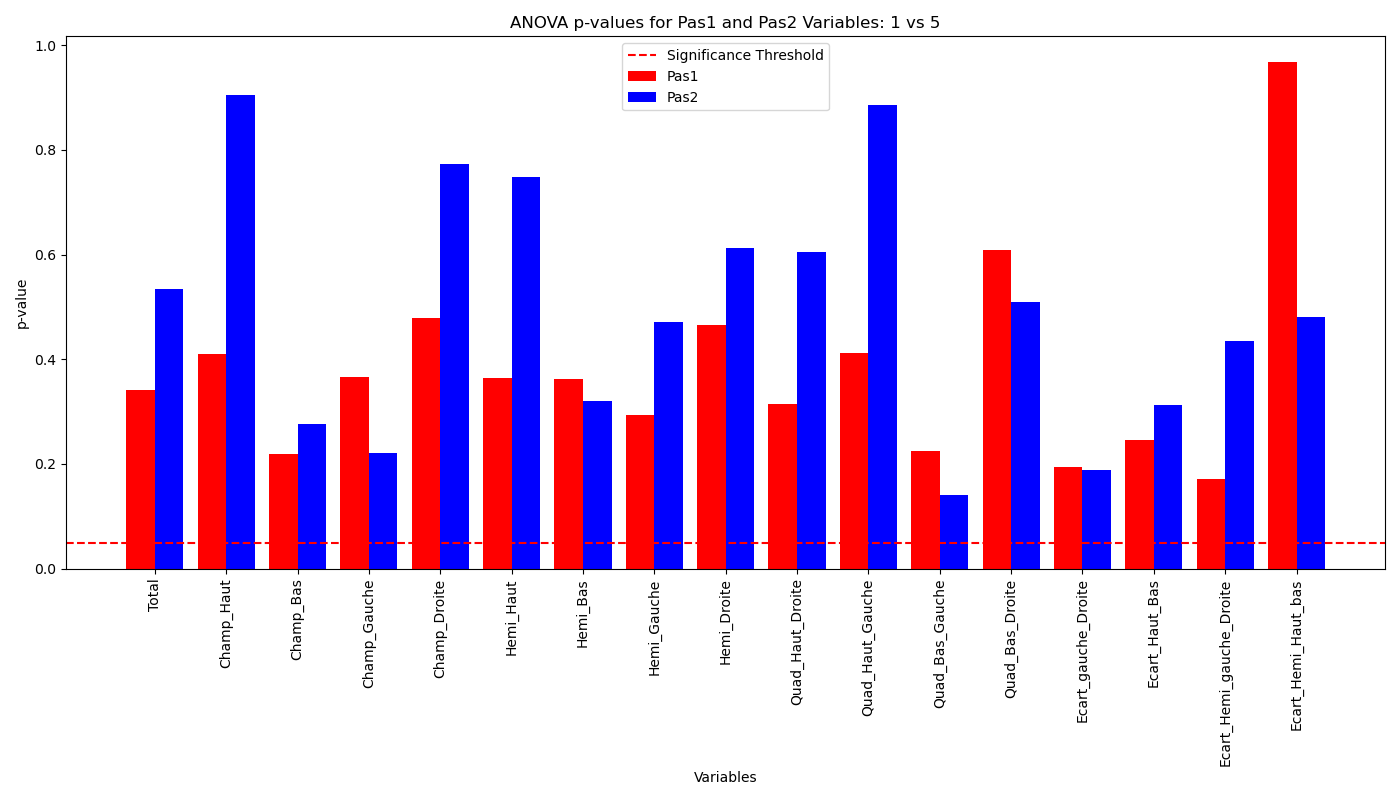 ANOVA p-values for Pas1 and Pas2 Variables: 1 vs 5
Significance Threshold
Pas1
Pas2
1.0
0.8
0.6
0.4
0.2
0.0
p-value
Total
Champ_Haut
Champ_Bas
Champ_Gauche
Champ_Droite
Hemi_Haut
Hemi_Bas
Hemi_Gauche
Hemi_Droite
Quad_Haut_Droite
Quad_Haut_Gauche
Quad_Bas_Gauche
Quad_Bas_Droite
Ecart_gauche_Droite
Ecart_Haut_Bas
Ecart_Hemi_gauche_Droite
Ecart_Hemi_Haut_bas
Variables